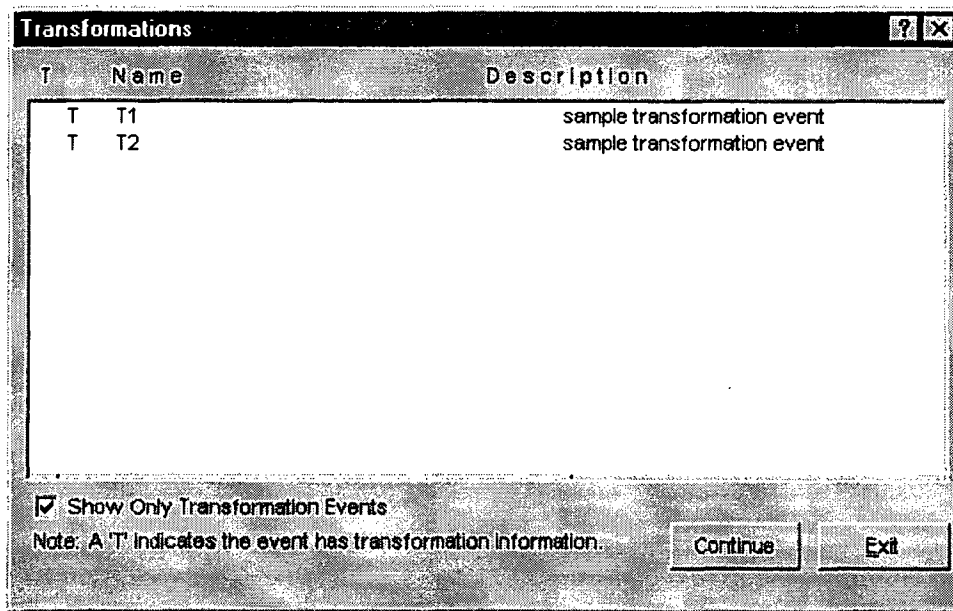 Transformations ? X
T Name Description
T T1 sample transformation event
T T2 sample transformation event
Show Only Transformation Events
Note: A 'T' indicates the event has transformation information.
Continue Exit